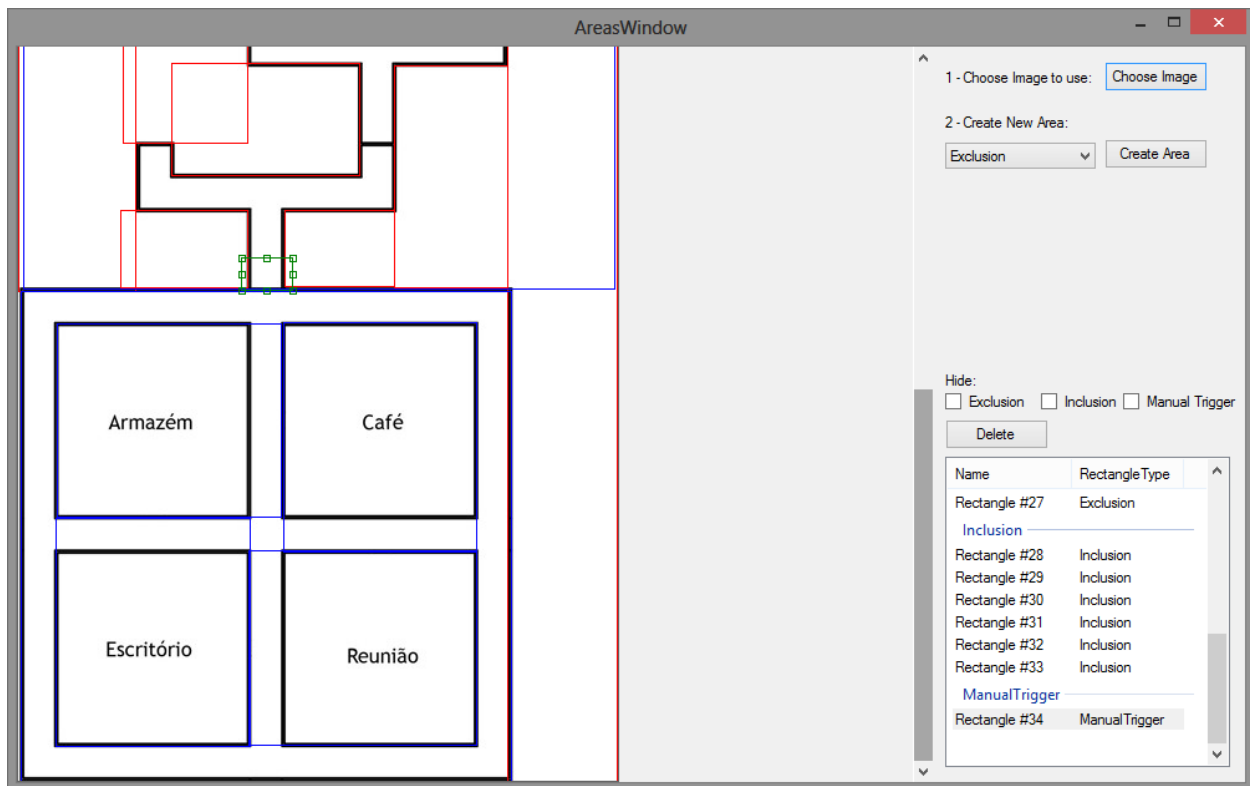 AreasWindow
1 - Choose Image to use: Choose Image
2 - Create New Area:
Exclusion Create Area
Armazém Café
Escritório Reunião
Hide:
Exclusion Inclusion Manual Trigger
Delete
Name RectangleType
Rectangle #27 Exclusion
Inclusion
Rectangle #28 Inclusion
Rectangle #29 Inclusion
Rectangle #30 Inclusion
Rectangle #31 Inclusion
Rectangle #32 Inclusion
Rectangle #33 Inclusion
ManualTrigger
Rectangle #34 ManualTrigger